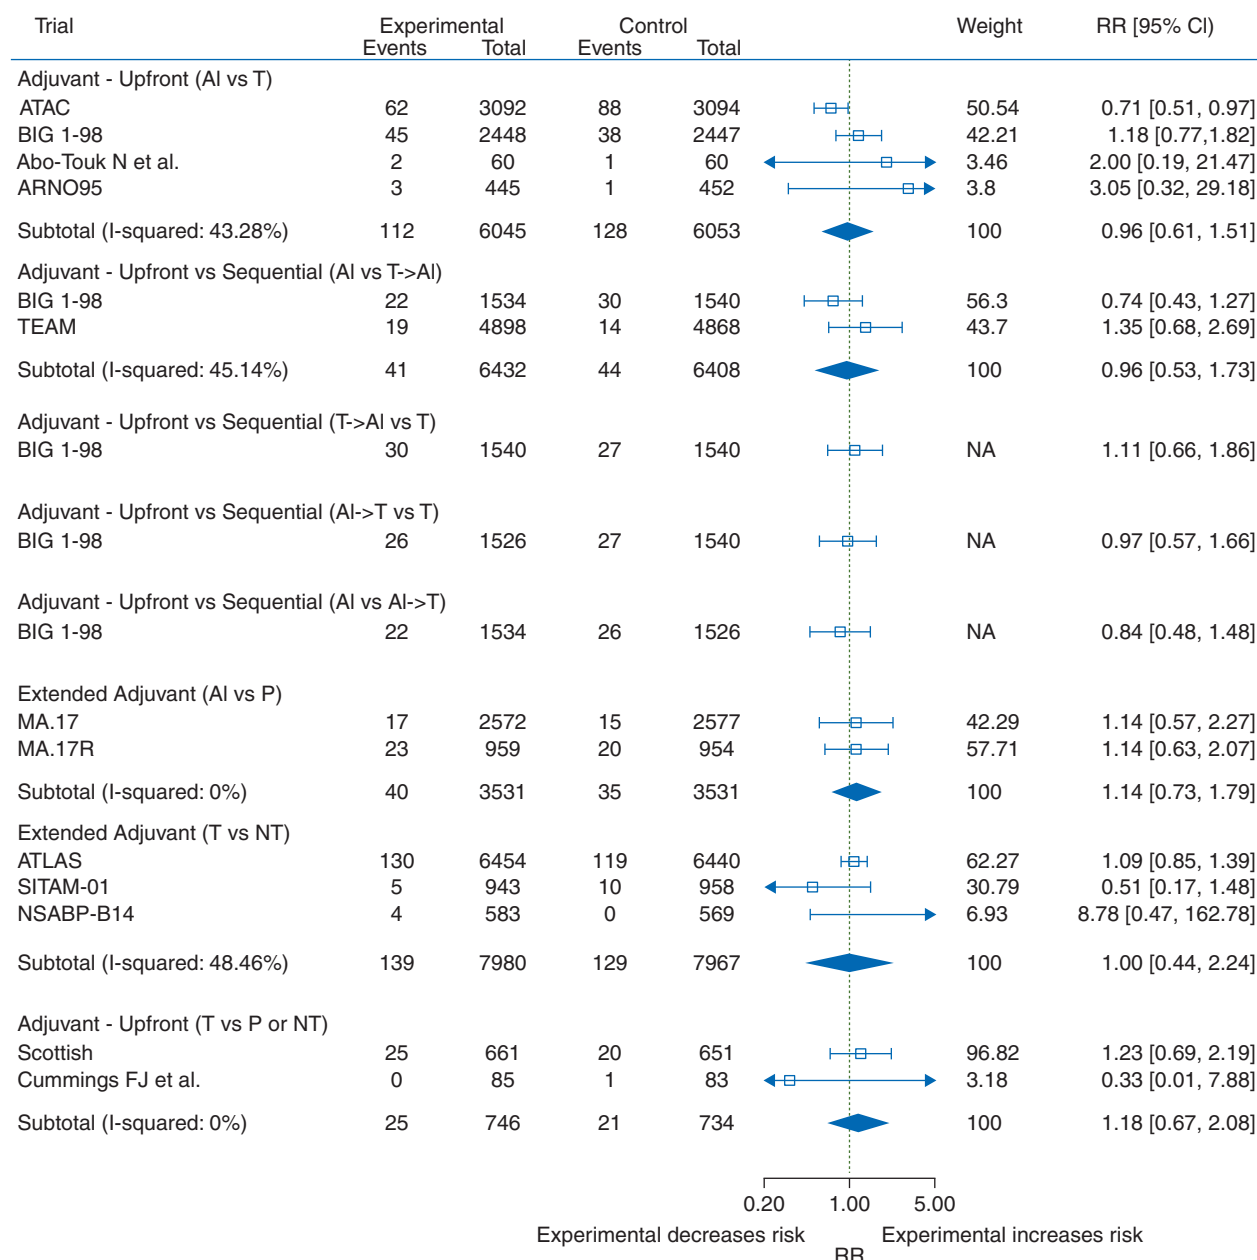 Trial Experimental Control Weight RR [95% CI)
Events Total Events Total
Adjuvant - Upfront (AI vs T)
ATAC 62 3092 88 3094 50.54 0.71 [0.51, 0.97]
BIG 1-98 45 2448 38 2447 42.21 1.18 [0.77,1.82]
Abo-Touk N et al. 2 60 1 60 3.46 2.00 [0.19, 21.47]
ARNO95 3 445 1 452 3.8 3.05 [0.32, 29.18]
Subtotal (I-squared: 43.28%) 112 6045 128 6053 100 0.96 [0.61, 1.51]
Adjuvant - Upfront vs Sequential (AI vs T->AI)
BIG 1-98 22 1534 30 1540 56.3 0.74 [0.43, 1.27]
TEAM 19 4898 14 4868 43.7 1.35 [0.68, 2.69]
Subtotal (I-squared: 45.14%) 41 6432 44 6408 100 0.96 [0.53, 1.73]
Adjuvant - Upfront vs Sequential (T->AI vs T)
BIG 1-98 30 1540 27 1540 NA 1.11 [0.66, 1.86]
Adjuvant - Upfront vs Sequential (AI->T vs T)
BIG 1-98 26 1526 27 1540 NA 0.97 [0.57, 1.66]
Adjuvant - Upfront vs Sequential (AI vs AI->T)
BIG 1-98 22 1534 26 1526 NA 0.84 [0.48, 1.48]
Extended Adjuvant (AI vs P)
MA.17 17 2572 15 2577 42.29 1.14 [0.57, 2.27]
MA.17R 23 959 20 954 57.71 1.14 [0.63, 2.07]
Subtotal (I-squared: 0%) 40 3531 35 3531 100 1.14 [0.73, 1.79]
Extended Adjuvant (T vs NT)
ATLAS 130 6454 119 6440 62.27 1.09 [0.85, 1.39]
SITAM-01 5 943 10 958 30.79 0.51 [0.17, 1.48]
NSABP-B14 4 583 0 569 6.93 8.78 [0.47, 162.78]
Subtotal (I-squared: 48.46%) 139 7980 129 7967 100 1.00 [0.44, 2.24]
Adjuvant - Upfront (T vs P or NT)
Scottish 25 661 20 651 96.82 1.23 [0.69, 2.19]
Cummings FJ et al. 0 85 1 83 3.18 0.33 [0.01, 7.88]
Subtotal (I-squared: 0%) 25 746 21 734 100 1.18 [0.67, 2.08]
0.20 1.00 5.00
Experimental decreases risk Experimental increases risk
RR